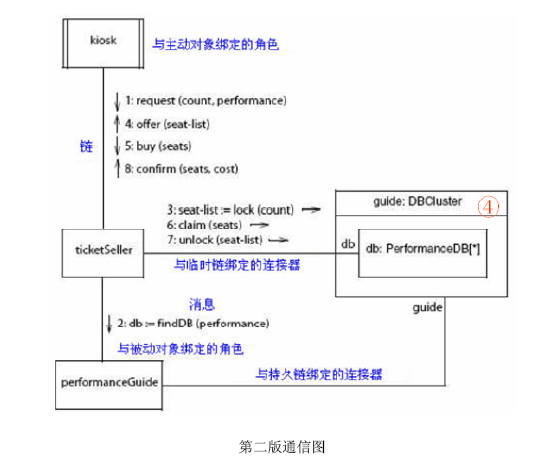 kiosk
与主动对象绑定的角色
1: request (count, performance)
4: offer (seat-list)
5: buy (seats)
8: confirm (seats, cost)
链
3: seat-list := lock (count)
6: claim (seats)
7: unlock (seat-list)
guide: DBCluster
④
ticketSeller
db
db: PerformanceDB[*]
与临时链绑定的连接器
guide
消息
2: db := findDB (performance)
与被动对象绑定的角色
performanceGuide
与持久链绑定的连接器
第二版通信图